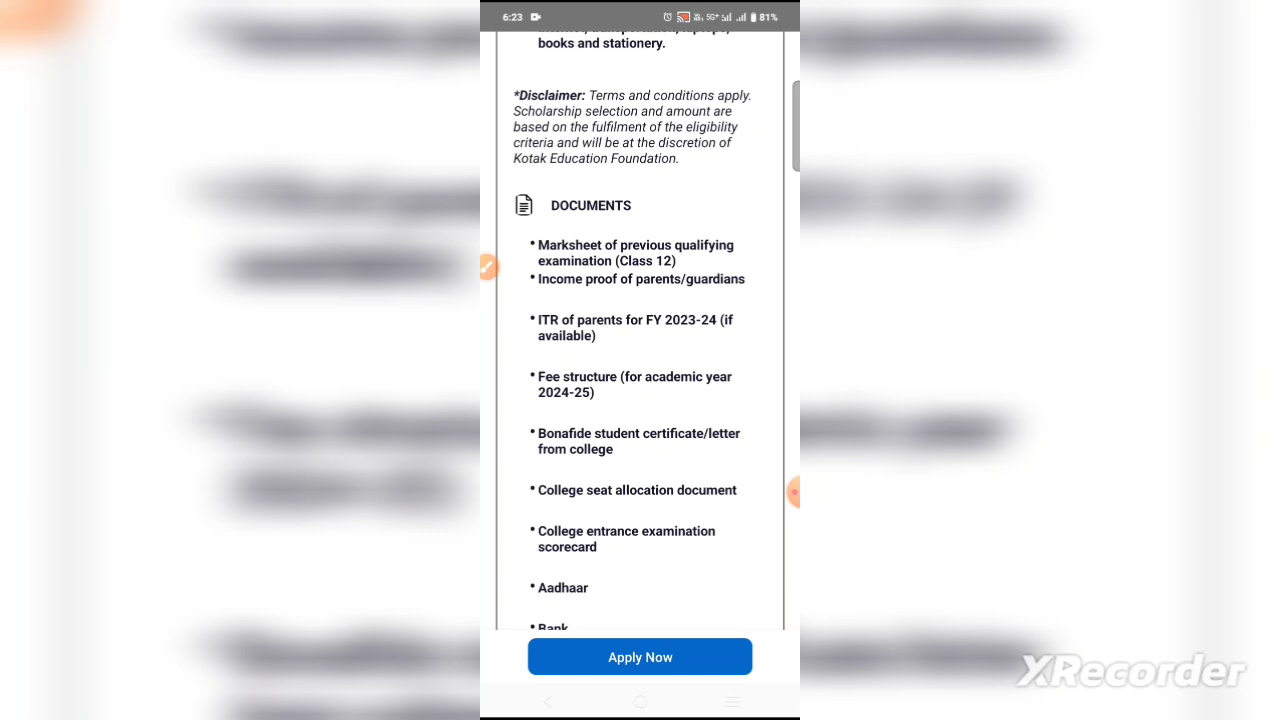 6:23
5G+
81%
internet, transportation, laptops,
books and stationery.
*Disclaimer: Terms and conditions apply.
Scholarship selection and amount are
based on the fulfilment of the eligibility
criteria and will be at the discretion of
Kotak Education Foundation.
DOCUMENTS
• Marksheet of previous qualifying
examination (Class 12)
• Income proof of parents/guardians
• ITR of parents for FY 2023-24 (if
available)
• Fee structure (for academic year
2024-25)
• Bonafide student certificate/letter
from college
• College seat allocation document
• College entrance examination
scorecard
• Aadhaar
• Bank
Apply Now
XRecorder